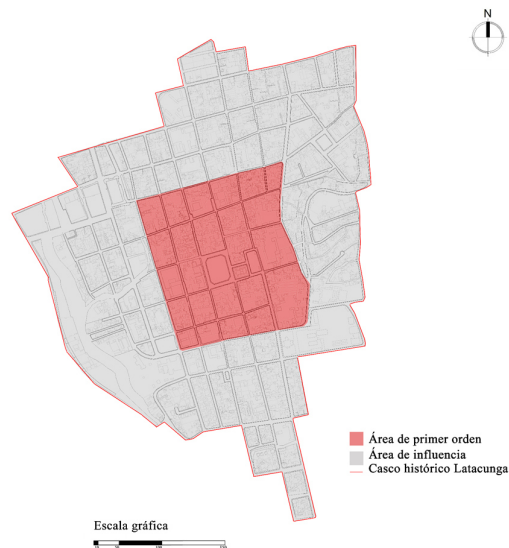 N
Área de primer orden
Área de influencia
Casco histórico Latacunga
Escala gráfica